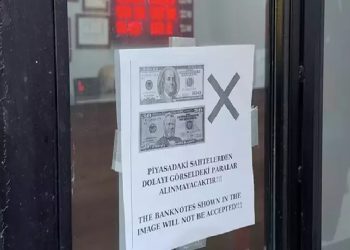 PİYASADAKİ SAHTELERDEN
DOLAYI GÖRSELDEKİ PARALAR
ALINMAYACAKTIR!!!
THE BANKNOTES SHOWN IN THE
IMAGE WILL NOT BE ACCEPTED!!!